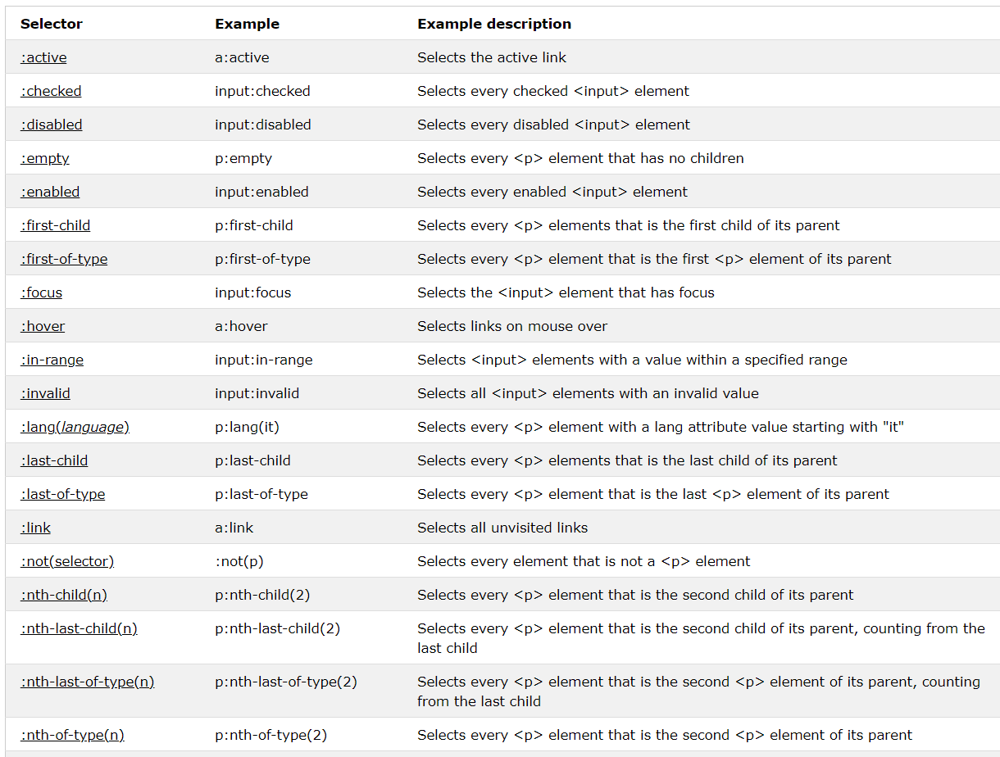 Selector Example Example description
:active a:active Selects the active link
:checked input:checked Selects every checked <input> element
:disabled input:disabled Selects every disabled <input> element
:empty p:empty Selects every <p> element that has no children
:enabled input:enabled Selects every enabled <input> element
:first-child p:first-child Selects every <p> elements that is the first child of its parent
:first-of-type p:first-of-type Selects every <p> element that is the first <p> element of its parent
:focus input:focus Selects the <input> element that has focus
:hover a:hover Selects links on mouse over
:in-range input:in-range Selects <input> elements with a value within a specified range
:invalid input:invalid Selects all <input> elements with an invalid value
:lang(language) p:lang(it) Selects every <p> element with a lang attribute value starting with "it"
:last-child p:last-child Selects every <p> elements that is the last child of its parent
:last-of-type p:last-of-type Selects every <p> element that is the last <p> element of its parent
:link a:link Selects all unvisited links
:not(selector) :not(p) Selects every element that is not a <p> element
:nth-child(n) p:nth-child(2) Selects every <p> element that is the second child of its parent
:nth-last-child(n) p:nth-last-child(2) Selects every <p> element that is the second child of its parent, counting from the
last child
:nth-last-of-type(n) p:nth-last-of-type(2) Selects every <p> element that is the second <p> element of its parent, counting
from the last child
:nth-of-type(n) p:nth-of-type(2) Selects every <p> element that is the second <p> element of its parent